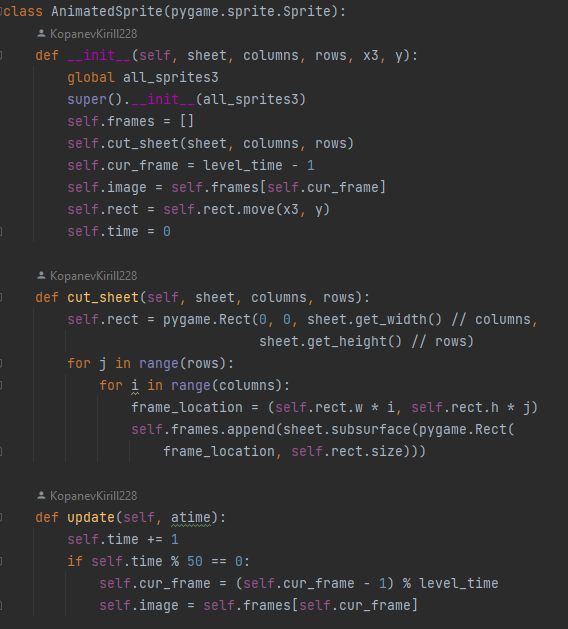 class AnimatedSprite(pygame.sprite.Sprite):
KopanevKirill228
def __init__(self, sheet, columns, rows, x3, y):
global all_sprites3
super().__init__(all_sprites3)
self.frames = []
self.cut_sheet(sheet, columns, rows)
self.cur_frame = level_time - 1
self.image = self.frames[self.cur_frame]
self.rect = self.rect.move(x3, y)
self.time = 0
KopanevKirill228
def cut_sheet(self, sheet, columns, rows):
self.rect = pygame.Rect(0, 0, sheet.get_width() // columns,
sheet.get_height() // rows)
for j in range(rows):
for i in range(columns):
frame_location = (self.rect.w * i, self.rect.h * j)
self.frames.append(sheet.subsurface(pygame.Rect(
frame_location, self.rect.size)))
KopanevKirill228
def update(self, atime):
self.time += 1
if self.time % 50 == 0:
self.cur_frame = (self.cur_frame - 1) % level_time
self.image = self.frames[self.cur_frame]